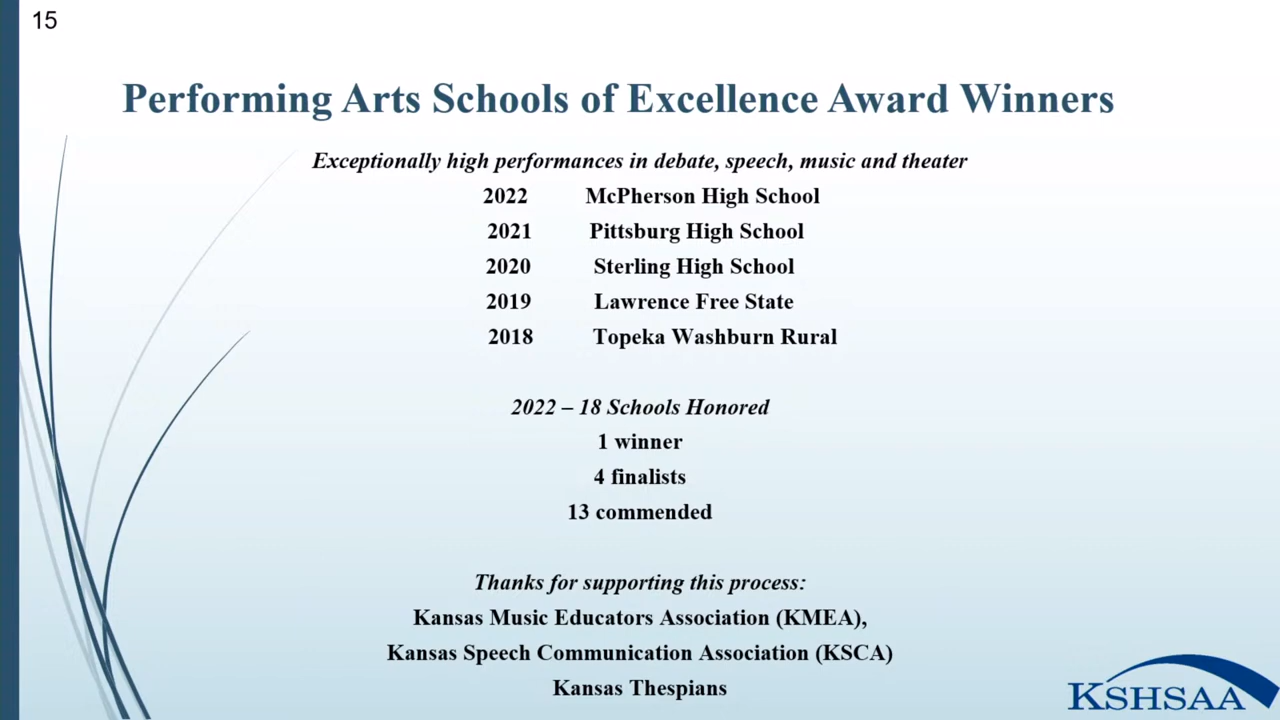 15
Performing Arts Schools of Excellence Award Winners
Exceptionally high performances in debate, speech, music and theater
2022 McPherson High School
2021 Pittsburg High School
2020 Sterling High School
2019 Lawrence Free State
2018 Topeka Washburn Rural
2022 – 18 Schools Honored
1 winner
4 finalists
13 commended
Thanks for supporting this process:
Kansas Music Educators Association (KMEA),
Kansas Speech Communication Association (KSCA)
Kansas Thespians
KSHSAA